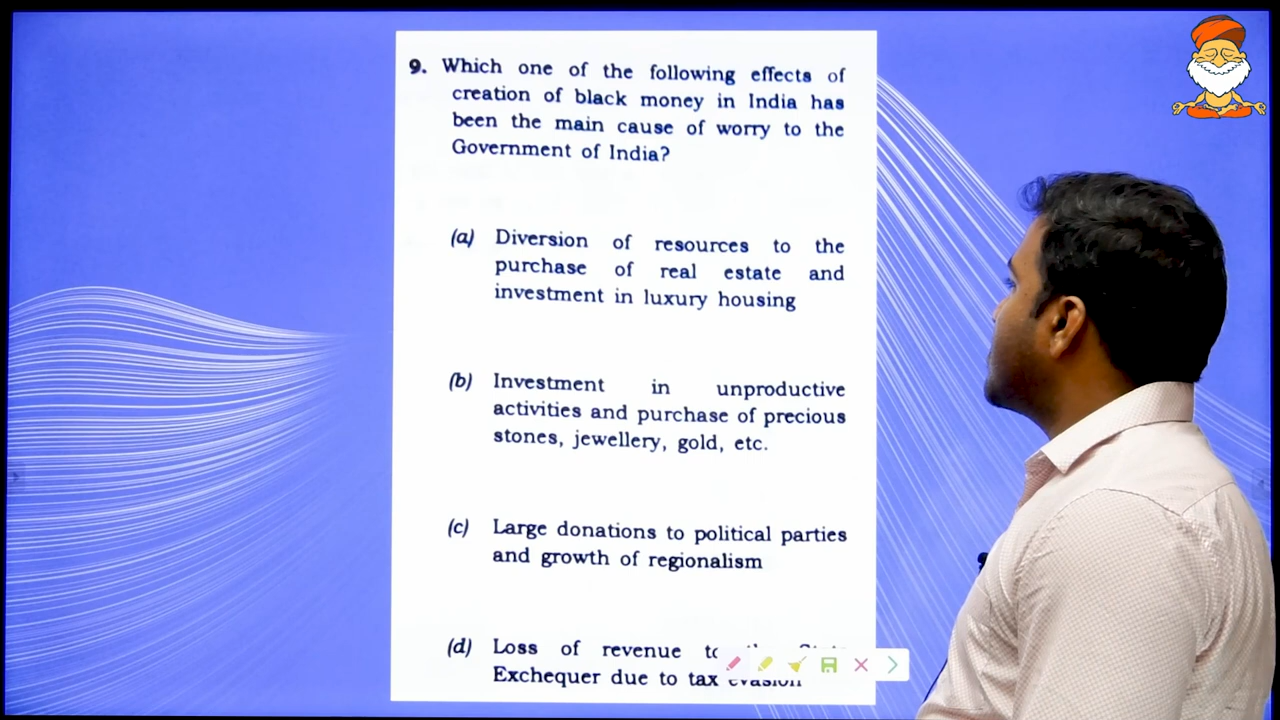 9. Which one of the following effects of
creation of black money in India has
been the main cause of worry to the
Government of India?
(a) Diversion of resources to the
purchase of real estate and
investment in luxury housing
(b) Investment in unproductive
activities and purchase of precious
stones, jewellery, gold, etc.
(c) Large donations to political parties
and growth of regionalism
(d) Loss of revenue to
Exchequer due to tax evasion